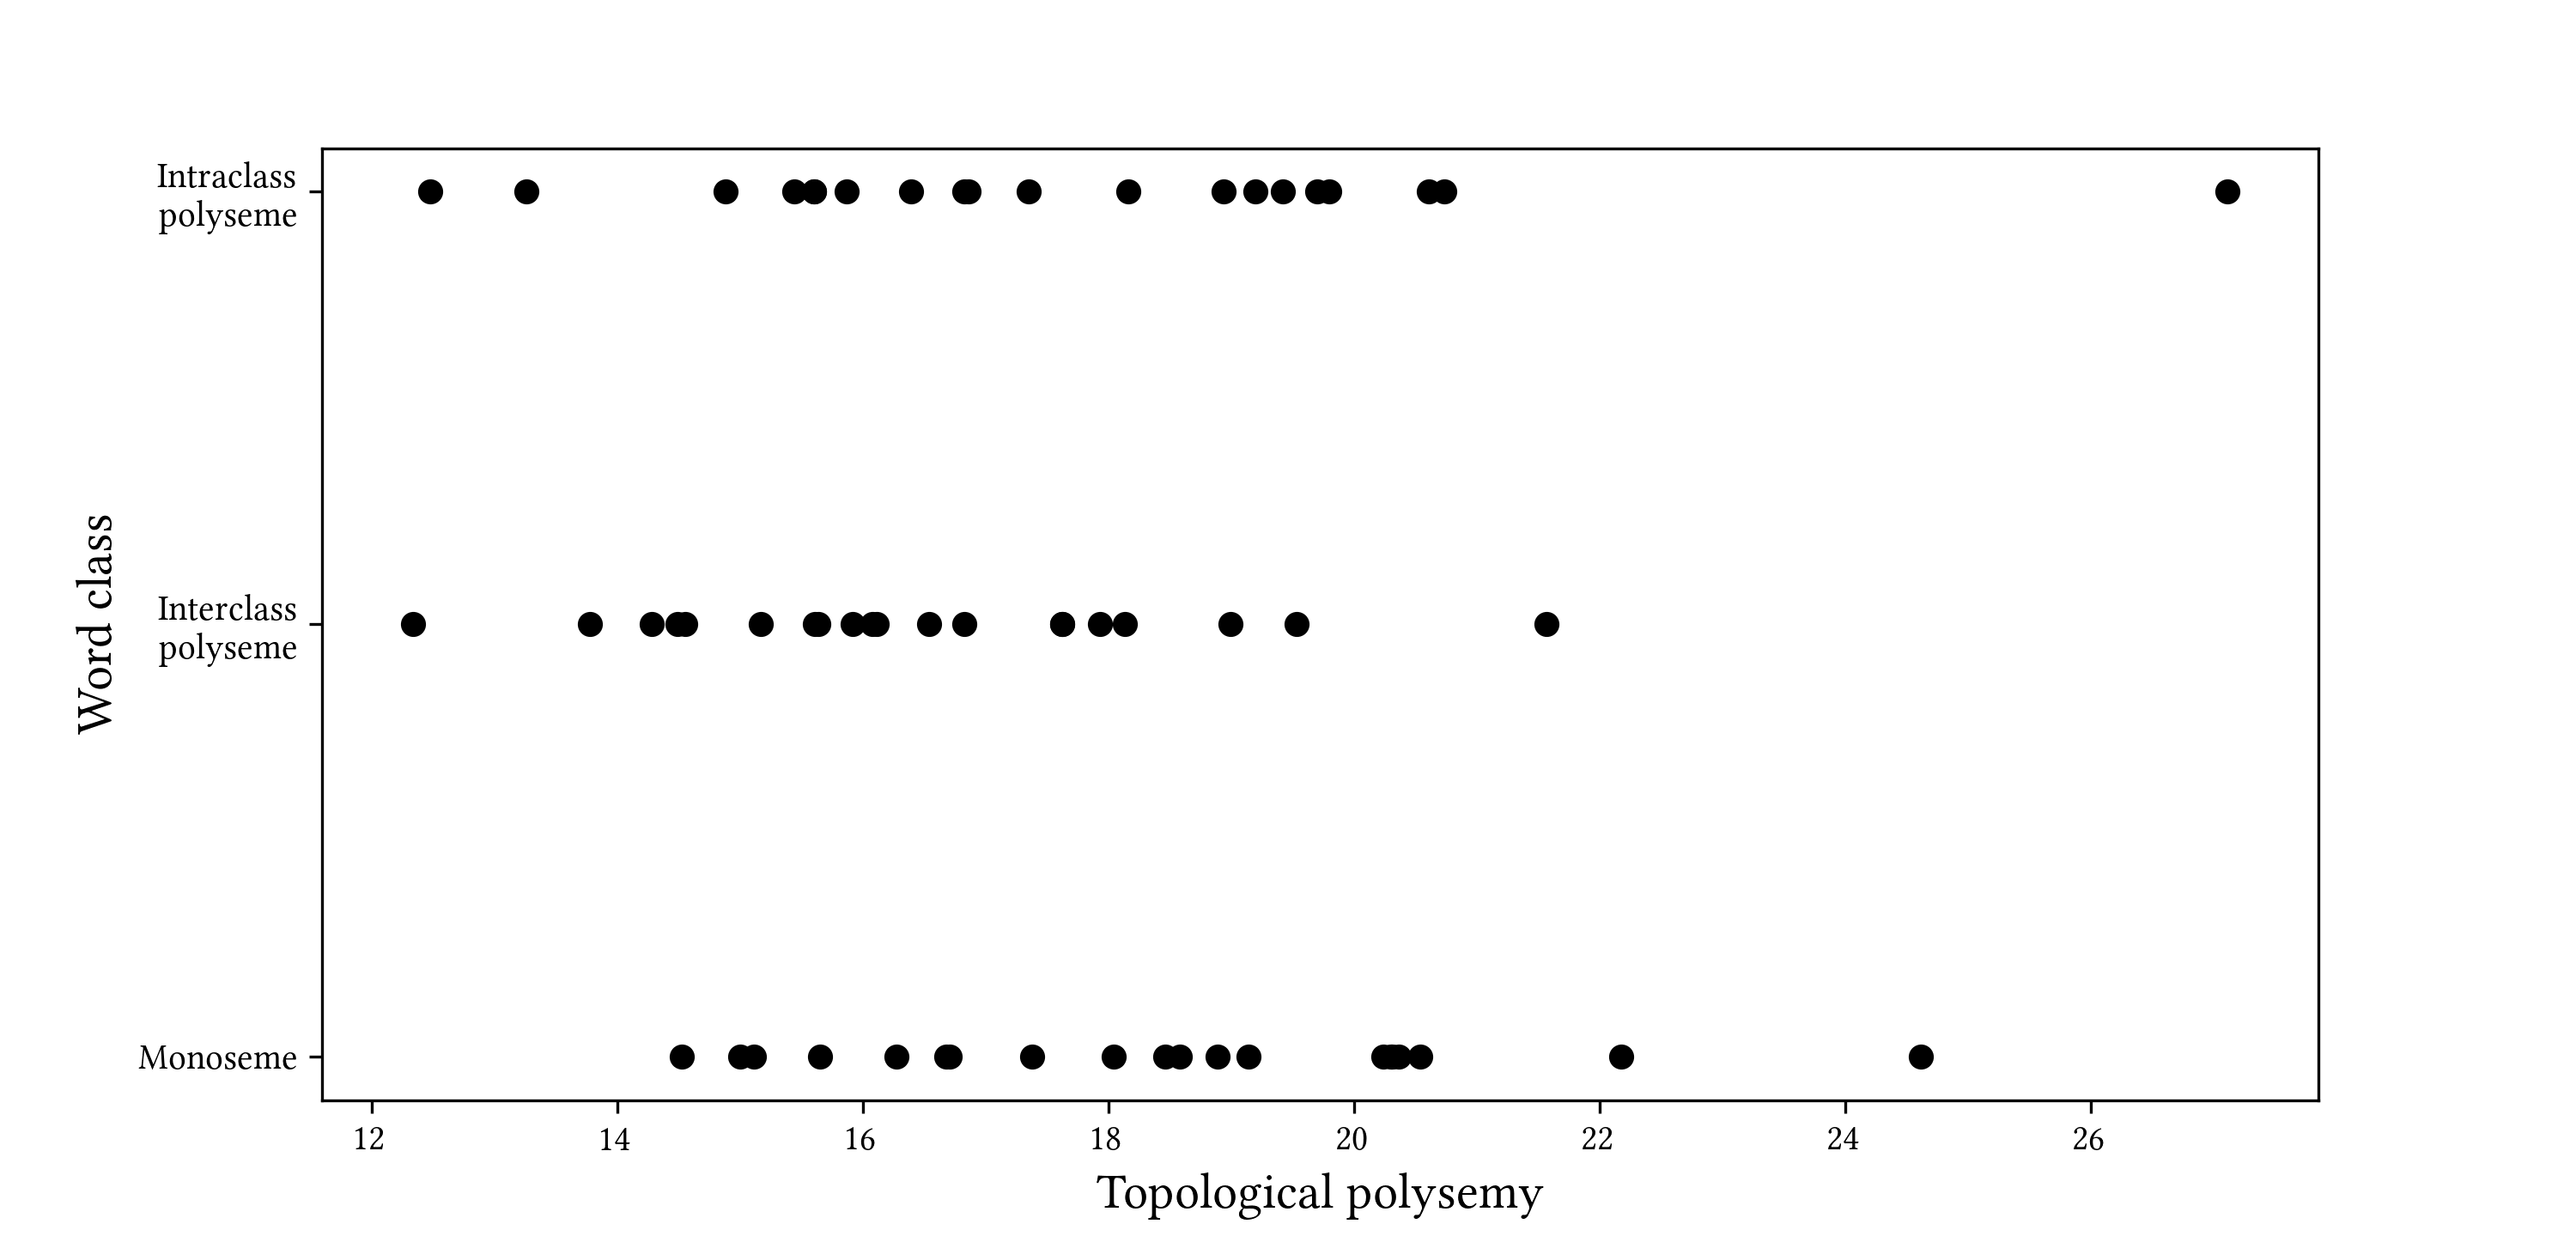 Intraclass
polyseme
Interclass
polyseme
Monoseme
Word class
12 14 16 18 20 22 24 26
Topological polysemy